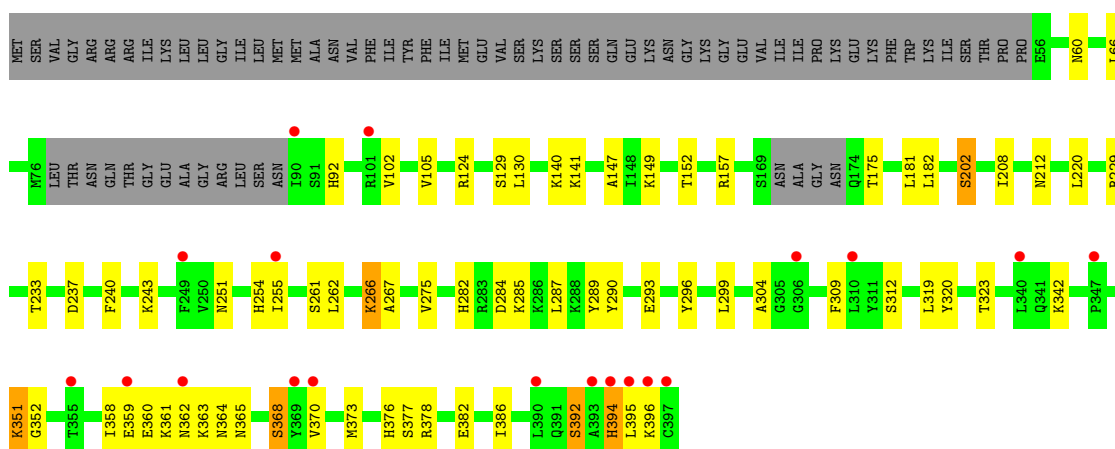 MET SER VAL GLY ARG ARG ARG ILE LYS LEU LEU GLY ILE LEU MET MET ALA ASN VAL PHE ILE TYR PHE ILE MET GLU VAL SER LYS SER SER SER GLN GLU LYS ASN GLY LYS GLY GLU VAL ILE ILE PRO LYS GLU LYS PHE TRP LYS ILE SER THR PRO PRO E56 N60 L66
M76 LEU THR ASN GLN THR GLY GLU ALA GLY ARG LEU SER ASN I90 S91 H92 R101 V102 V105 R124 S129 L130 K140 K141 A147 I148 K149 T152 R157 S169 ASN ALA GLY ASN Q174 T175 L181 L182 S202 I208 N212 L220
T233 D237 F240 K243 F249 V250 N251 H254 I255 S261 L262 K266 A267 V275 H282 R283 D284 K285 K286 L287 K288 Y289 Y290 E293 Y296 L299 A304 G305 G306 F309 L310 Y311 S312 L319 Y320 T323 L340 Q341 K342 P347
K351 G352 T355 I358 E359 E360 K361 N362 K363 N364 N365 S368 Y369 V370 M373 H376 S377 R378 E382 I386 L390 Q391 S392 A393 H394 L395 K396 C397